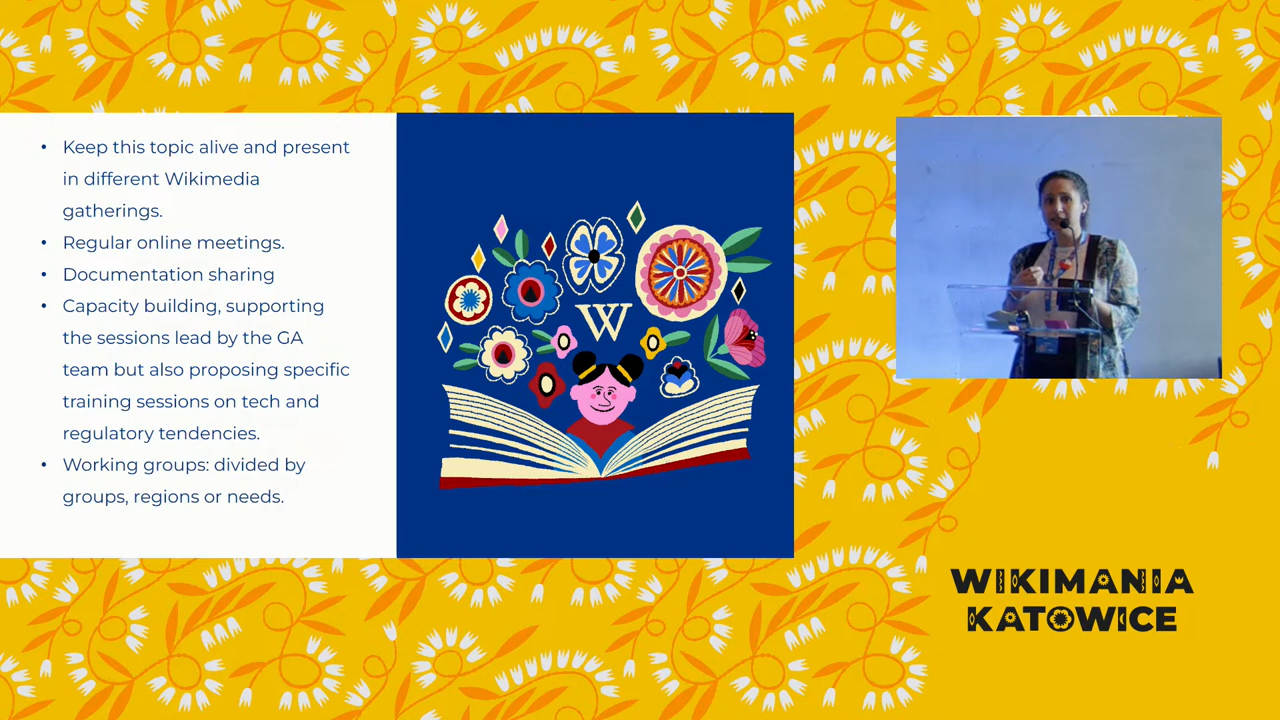 • Keep this topic alive and present
in different Wikimedia
gatherings.
• Regular online meetings.
• Documentation sharing
• Capacity building, supporting
the sessions lead by the GA
team but also proposing specific
training sessions on tech and
regulatory tendencies.
• Working groups: divided by
groups, regions or needs.
W
WIKIMANIA
KATOWICE